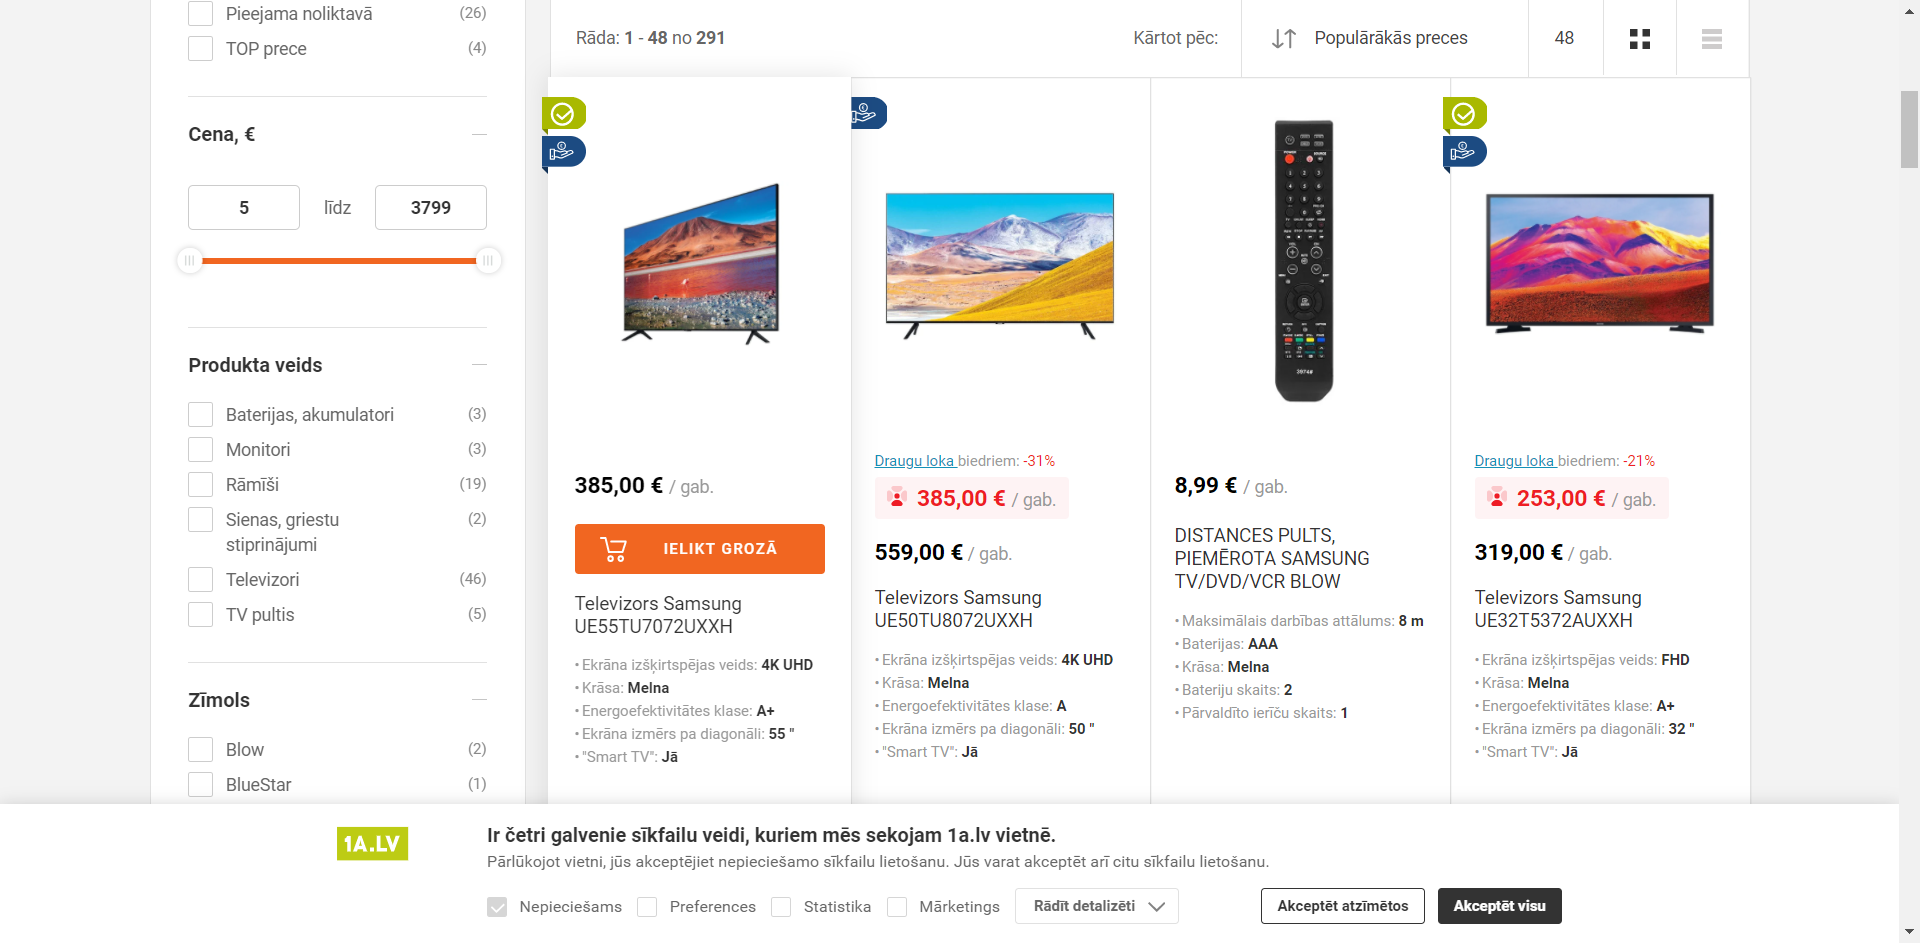 Pieejama noliktavā (26)
TOP prece (4)
Cena, €
5 līdz 3799
Produkta veids
Baterijas, akumulatori (3)
Monitori (3)
Rāmīši (19)
Sienas, griestu (2)
stiprinājumi
Televizori (46)
TV pultis (5)
Zīmols
Blow (2)
BlueStar (1)
Rāda: 1 - 48 no 291
Kārtot pēc:
Populārākās preces
48
385,00 € / gab.
IELIKT GROZĀ
Televizors Samsung
UE55TU7072UXXH
• Ekrāna izšķirtspējas veids: 4K UHD
• Krāsa: Melna
• Energoefektivitātes klase: A+
• Ekrāna izmērs pa diagonāli: 55 "
• "Smart TV": Jā
Draugu loka biedriem: -31%
385,00 € / gab.
559,00 € / gab.
Televizors Samsung
UE50TU8072UXXH
• Ekrāna izšķirtspējas veids: 4K UHD
• Krāsa: Melna
• Energoefektivitātes klase: A
• Ekrāna izmērs pa diagonāli: 50 "
• "Smart TV": Jā
8,99 € / gab.
DISTANCES PULTS,
PIEMĒROTA SAMSUNG
TV/DVD/VCR BLOW
• Maksimālais darbības attālums: 8 m
• Baterijas: AAA
• Krāsa: Melna
• Bateriju skaits: 2
• Pārvaldīto ierīču skaits: 1
Draugu loka biedriem: -21%
253,00 € / gab.
319,00 € / gab.
Televizors Samsung
UE32T5372AUXXH
• Ekrāna izšķirtspējas veids: FHD
• Krāsa: Melna
• Energoefektivitātes klase: A+
• Ekrāna izmērs pa diagonāli: 32 "
• "Smart TV": Jā
1A.LV
Ir četri galvenie sīkfailu veidi, kuriem mēs sekojam 1a.lv vietnē.
Pārlūkojot vietni, jūs akceptējiet nepieciešamo sīkfailu lietošanu. Jūs varat akceptēt arī citu sīkfailu lietošanu.
Nepieciešams Preferences Statistika Mārketings
Rādīt detalizēti
Akceptēt atzīmētos
Akceptēt visu